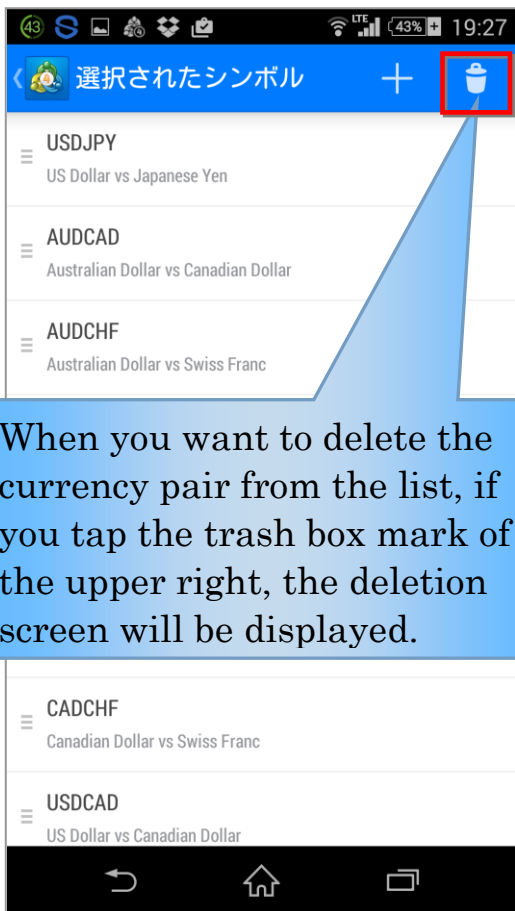 43 43% 19:27
選択されたシンボル
USDJPY
US Dollar vs Japanese Yen
AUDCAD
Australian Dollar vs Canadian Dollar
AUDCHF
Australian Dollar vs Swiss Franc
When you want to delete the
currency pair from the list, if
you tap the trash box mark of
the upper right, the deletion
screen will be displayed.
CADCHF
Canadian Dollar vs Swiss Franc
USDCAD
US Dollar vs Canadian Dollar